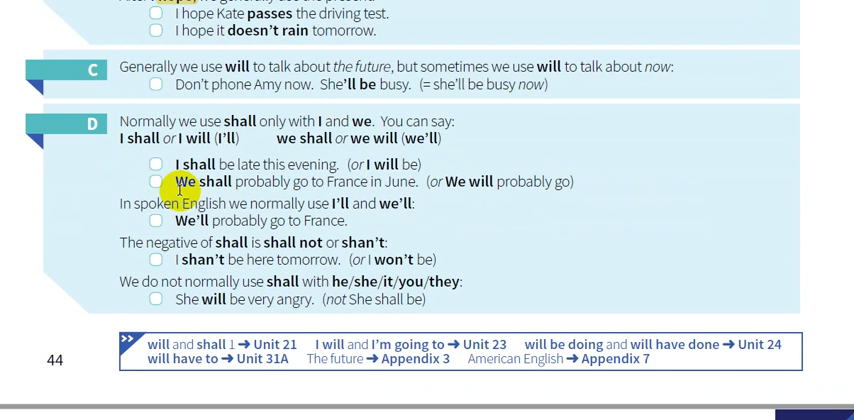 I hope Kate passes the driving test.
I hope it doesn't rain tomorrow.
C Generally we use will to talk about the future, but sometimes we use will to talk about now:
Don't phone Amy now. She'll be busy. (= she'll be busy now)
D Normally we use shall only with I and we. You can say:
I shall or I will (I'll) we shall or we will (we'll)
I shall be late this evening. (or I will be)
We shall probably go to France in June. (or We will probably go)
In spoken English we normally use I'll and we'll:
We'll probably go to France.
The negative of shall is shall not or shan't:
I shan't be here tomorrow. (or I won't be)
We do not normally use shall with he/she/it/you/they:
She will be very angry. (not She shall be)
will and shall 1 ➜ Unit 21 I will and I'm going to ➜ Unit 23 will be doing and will have done ➜ Unit 24
will have to ➜ Unit 31A The future ➜ Appendix 3 American English ➜ Appendix 7
44